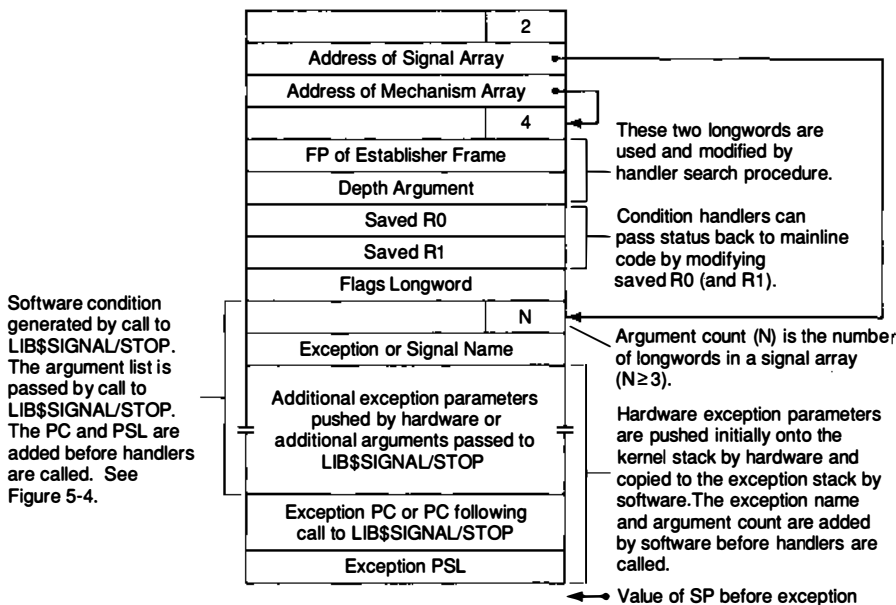 2
Address of Signal Array
Address of Mechanism Array
4
FP of Establisher Frame
Depth Argument
Saved R0
Saved R1
Flags Longword
N
Exception or Signal Name
Additional exception parameters
pushed by hardware or
additional arguments passed to
LIB$SIGNAL/STOP
Exception PC or PC following
call to LIB$SIGNAL/STOP
Exception PSL
These two longwords are
used and modified by
handler search procedure.
Condition handlers can
pass status back to mainline
code by modifying
saved R0 (and R1).
Software condition
generated by call to
LIB$SIGNAL/STOP.
The argument list is
passed by call to
LIB$SIGNAL/STOP.
The PC and PSL are
added before handlers
are called. See
Figure 5-4.
Argument count (N) is the number
of longwords in a signal array
(N≥3).
Hardware exception parameters
are pushed initially onto the
kernel stack by hardware and
copied to the exception stack by
software.The exception name
and argument count are added
by software before handlers are
called.
Value of SP before exception